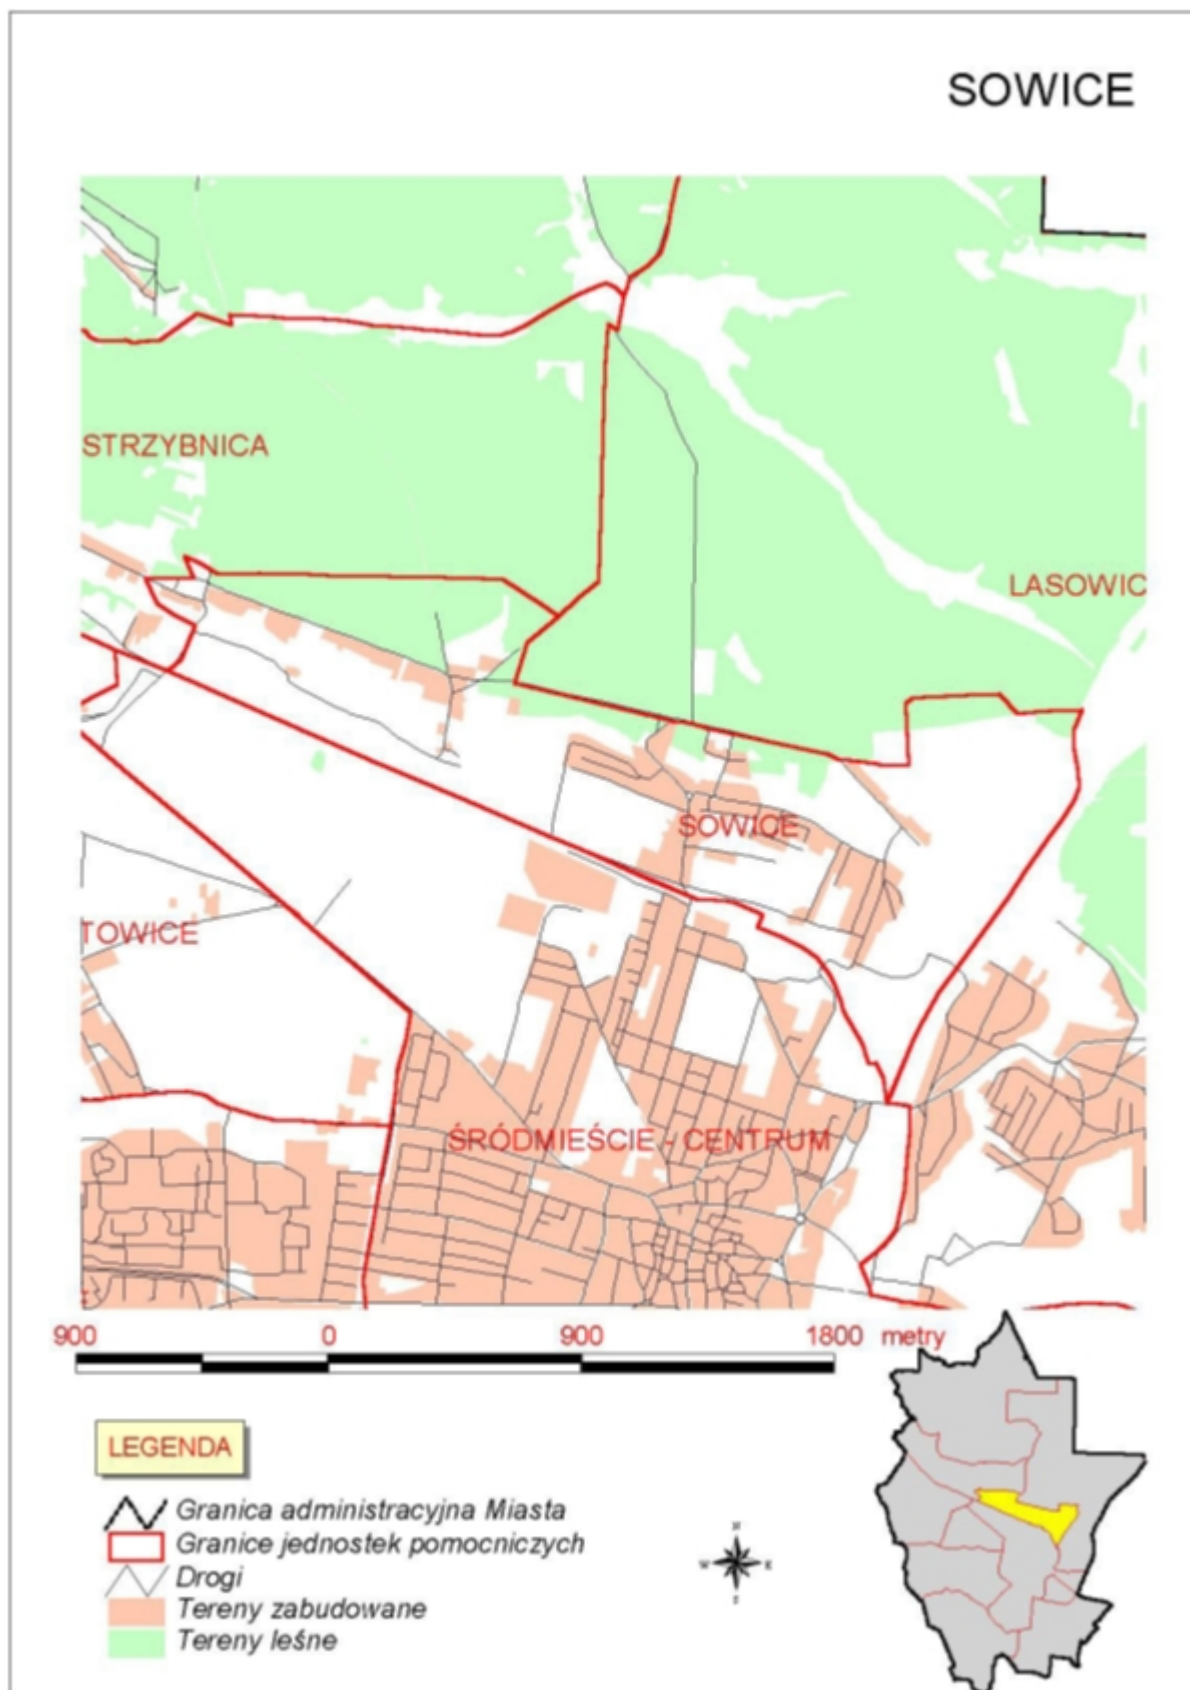 SOWICE
STRZYBNICA
LASOWIC
SOWICE
TOWICE
ŚRÓDMIEŚCIE - CENTRUM
900 0 900 1800 metry
LEGENDA
Granica administracyjna Miasta
Granice jednostek pomocniczych
Drogi
Tereny zabudowane
Tereny leśne
N
W E